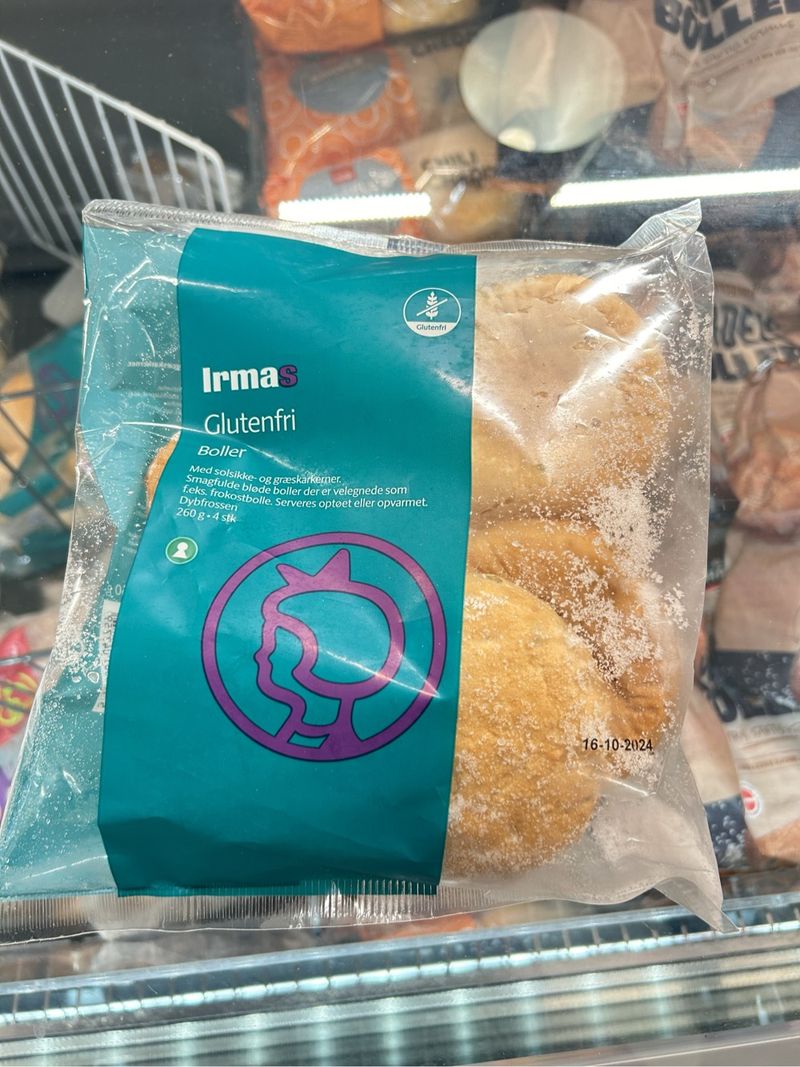 BOLLER
Glutenfri
Irmas
Glutenfri
Boller
Med solsikke- og græskarkerner.
Smagfulde bløde boller der er velegnede som
f.eks. frokostbolle. Serveres optøet eller opvarmet.
Dybfrossen
260 g • 4 stk
16-10-2024